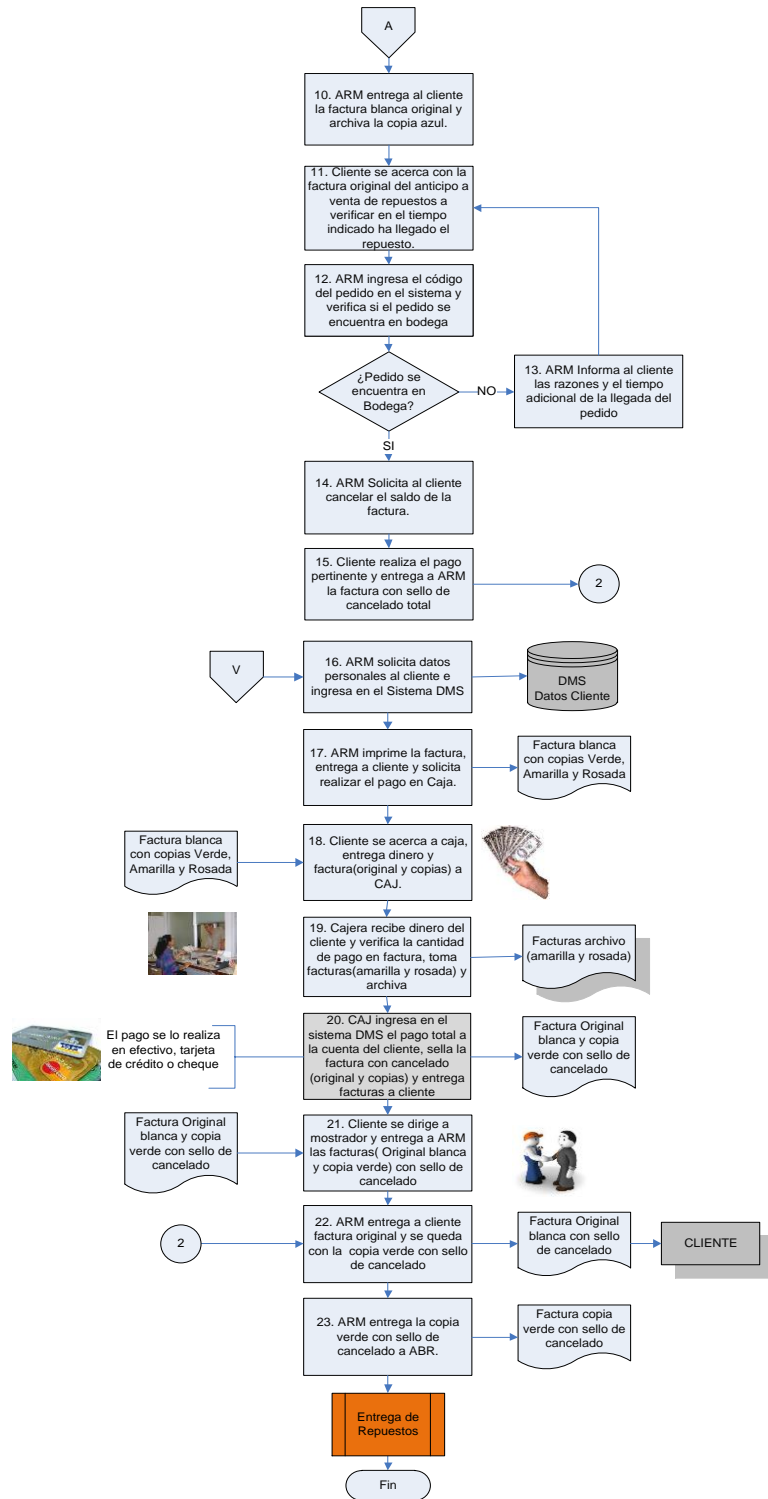 A
10. ARM entrega al cliente
la factura blanca original y
archiva la copia azul.
11. Cliente se acerca con la
factura original del anticipo a
venta de repuestos a
verificar en el tiempo
indicado ha llegado el
repuesto.
12. ARM ingresa el código
del pedido en el sistema y
verifica si el pedido se
encuentra en bodega
¿Pedido se
encuentra en
Bodega?
NO
13. ARM Informa al cliente
las razones y el tiempo
adicional de la llegada del
pedido
SI
14. ARM Solicita al cliente
cancelar el saldo de la
factura.
15. Cliente realiza el pago
pertinente y entrega a ARM
la factura con sello de
cancelado total
2
V
16. ARM solicita datos
personales al cliente e
ingresa en el Sistema DMS
DMS
Datos Cliente
17. ARM imprime la factura,
entrega a cliente y solicita
realizar el pago en Caja.
Factura blanca
con copias Verde,
Amarilla y Rosada
Factura blanca
con copias Verde,
Amarilla y Rosada
18. Cliente se acerca a caja,
entrega dinero y
factura(original y copias) a
CAJ.
19. Cajera recibe dinero del
cliente y verifica la cantidad
de pago en factura, toma
facturas(amarilla y rosada) y
archiva
Facturas archivo
(amarilla y rosada)
El pago se lo realiza
en efectivo, tarjeta
de crédito o cheque
20. CAJ ingresa en el
sistema DMS el pago total a
la cuenta del cliente, sella la
factura con cancelado
(original y copias) y entrega
facturas a cliente
Factura Original
blanca y copia
verde con sello de
cancelado
Factura Original
blanca y copia
verde con sello de
cancelado
21. Cliente se dirige a
mostrador y entrega a ARM
las facturas( Original blanca
y copia verde) con sello de
cancelado
2
22. ARM entrega a cliente
factura original y se queda
con la copia verde con sello
de cancelado
Factura Original
blanca con sello
de cancelado
CLIENTE
23. ARM entrega la copia
verde con sello de
cancelado a ABR.
Factura copia
verde con sello de
cancelado
Entrega de
Repuestos
Fin